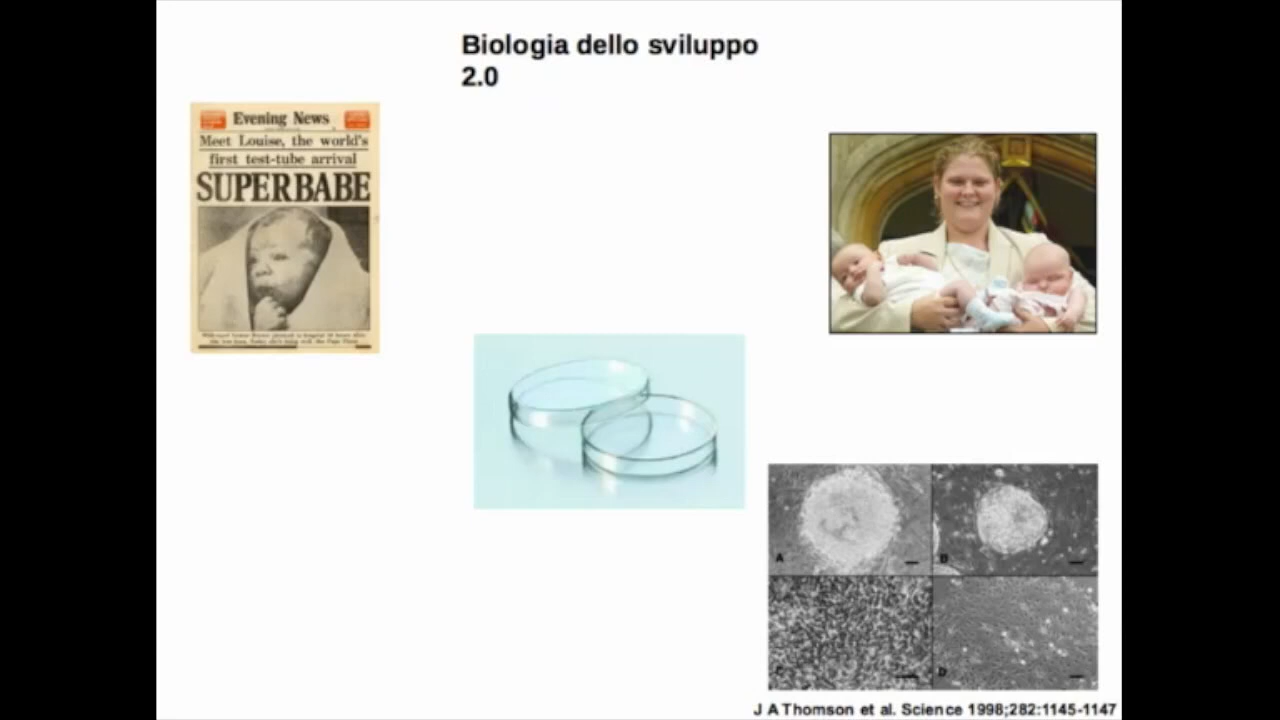 Biologia dello sviluppo
2.0
Evening News
Meet Louise, the world's
first test-tube arrival
SUPERBABE
A
B
C
D
J A Thomson et al. Science 1998;282:1145-1147